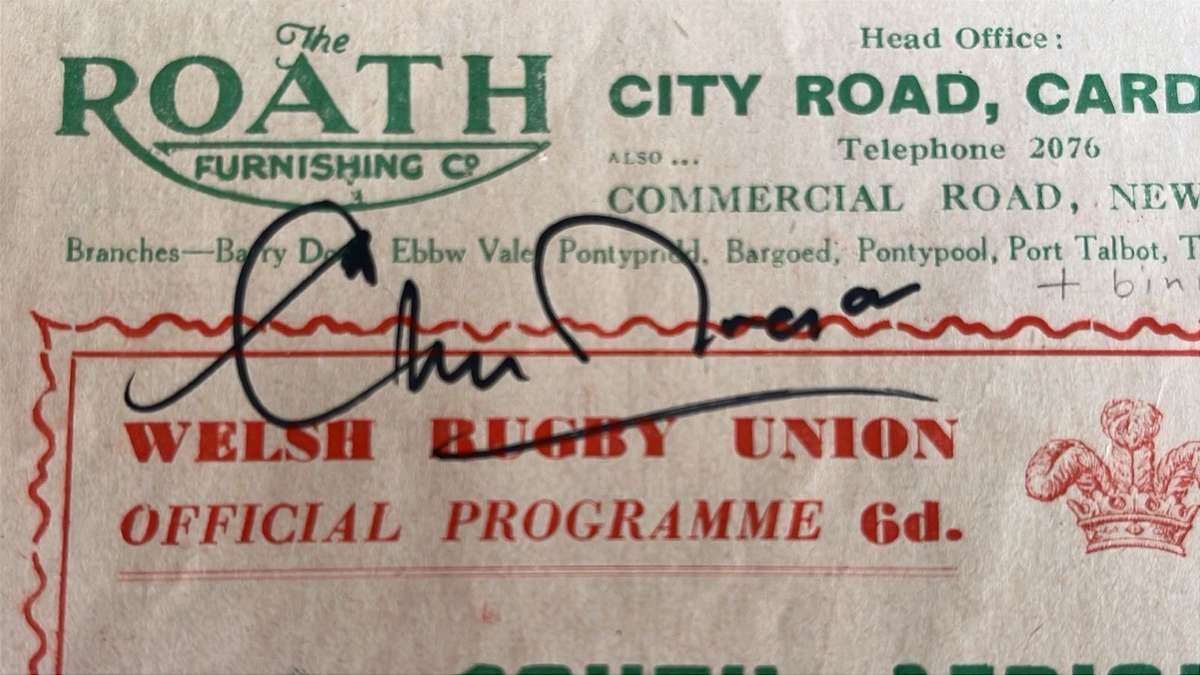 The
ROATH
FURNISHING Co
Head Office:
CITY ROAD, CARD
Telephone 2076
ALSO ...
COMMERCIAL ROAD, NEW
Branches—Barry Dock, Ebbw Vale, Pontypridd, Bargoed, Pontypool, Port Talbot, T
+ bin
WELSH RUGBY UNION
OFFICIAL PROGRAMME 6d.